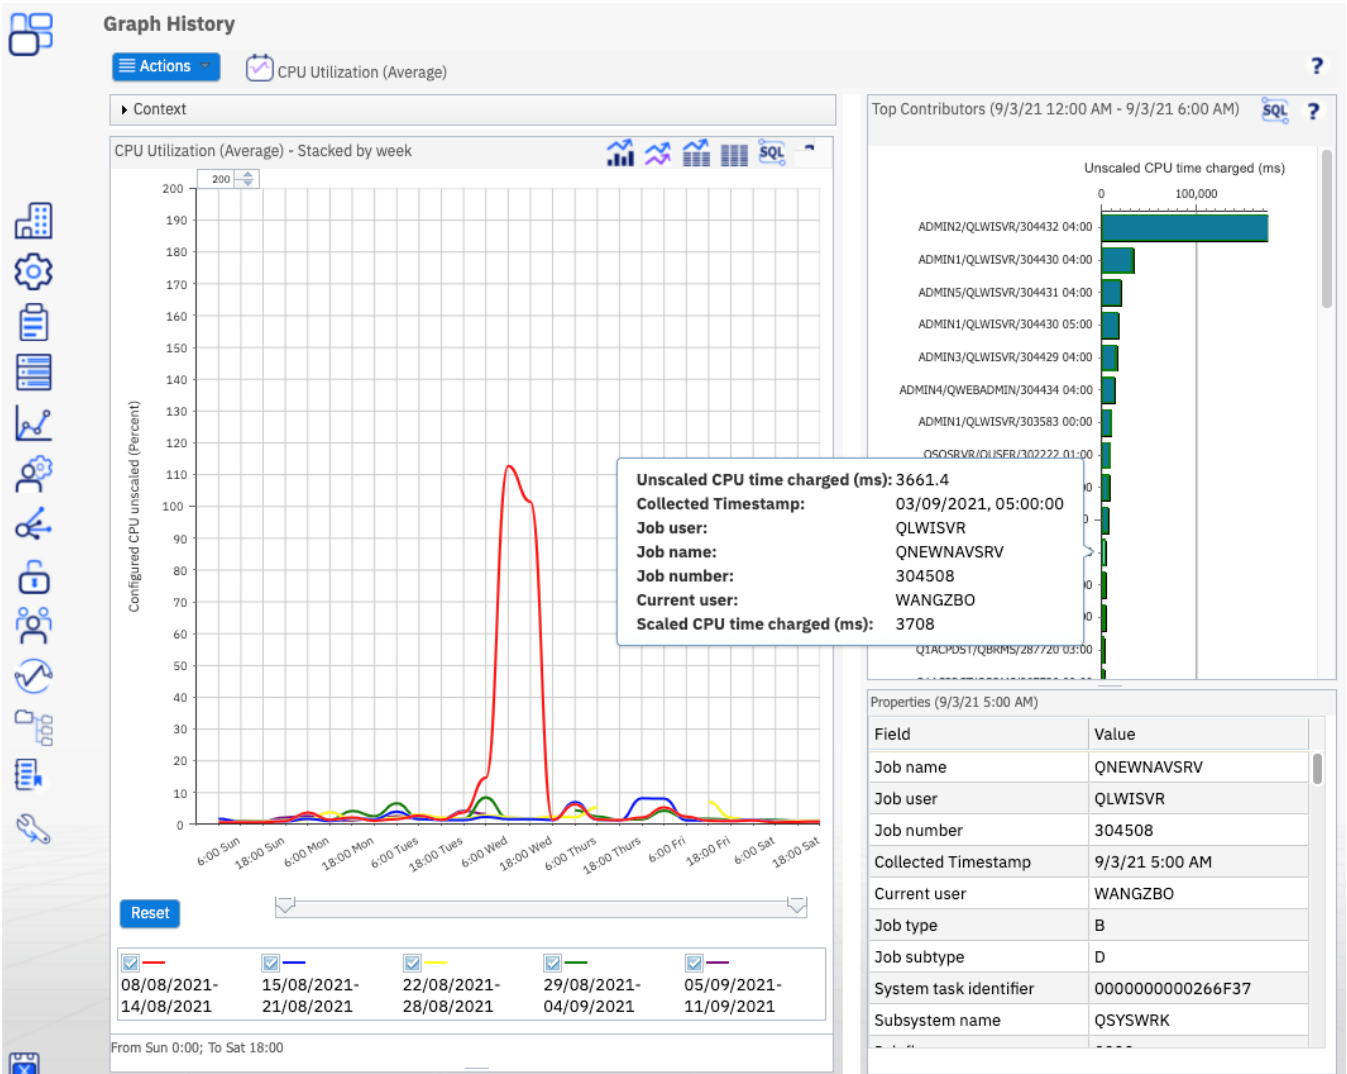 Graph History
Actions
CPU Utilization (Average)
?
Context
CPU Utilization (Average) - Stacked by week
SQL
200
200
190
180
170
160
150
140
130
120
110
100
90
80
70
60
50
40
30
20
10
0
Configured CPU unscaled (Percent)
6:00 Sun
18:00 Sun
6:00 Mon
18:00 Mon
6:00 Tues
18:00 Tues
6:00 Wed
18:00 Wed
6:00 Thurs
18:00 Thurs
6:00 Fri
18:00 Fri
6:00 Sat
18:00 Sat
Reset
08/08/2021-
14/08/2021
15/08/2021-
21/08/2021
22/08/2021-
28/08/2021
29/08/2021-
04/09/2021
05/09/2021-
11/09/2021
From Sun 0:00; To Sat 18:00
Top Contributors (9/3/21 12:00 AM - 9/3/21 6:00 AM)
SQL
?
Unscaled CPU time charged (ms)
0 100,000
ADMIN2/QLWISVR/304432 04:00
ADMIN1/QLWISVR/304430 04:00
ADMIN5/QLWISVR/304431 04:00
ADMIN1/QLWISVR/304430 05:00
ADMIN3/QLWISVR/304429 04:00
ADMIN4/QWEBADMIN/304434 04:00
ADMIN1/QLWISVR/303583 00:00
QSQSRVR/QUSER/302222 01:00
Unscaled CPU time charged (ms): 3661.4
Collected Timestamp: 03/09/2021, 05:00:00
Job user: QLWISVR
Job name: QNEWNAVSRV
Job number: 304508
Current user: WANGZBO
Scaled CPU time charged (ms): 3708
Q1ACPDST/QBRMS/287720 03:00
Properties (9/3/21 5:00 AM)
Field Value
Job name QNEWNAVSRV
Job user QLWISVR
Job number 304508
Collected Timestamp 9/3/21 5:00 AM
Current user WANGZBO
Job type B
Job subtype D
System task identifier 0000000000266F37
Subsystem name QSYSWRK